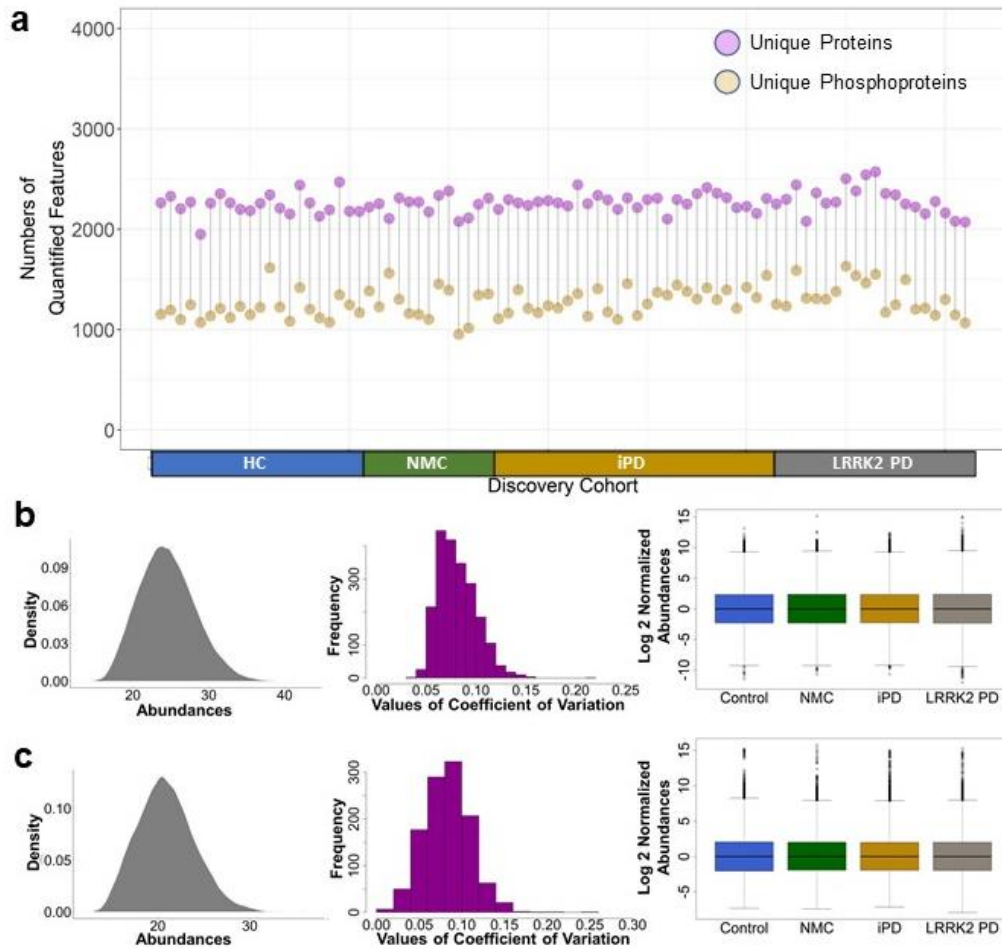 a
4000
3000
2000
1000
0
Numbers of
Quantified Features
Unique Proteins
Unique Phosphoproteins
HC NMC iPD LRRK2 PD
Discovery Cohort
b
0.09
0.06
0.03
0.00
Density
20 30 40
Abundances
300
100
0
Frequency
0.00 0.05 0.10 0.15 0.20 0.25
Values of Coefficient of Variation
15
10
5
0
-5
-10
Log 2 Normalized
Abundances
Control NMC iPD LRRK2 PD
c
0.10
0.05
0.00
Density
20 30
Abundances
300
200
100
0
Frequency
0.00 0.05 0.10 0.15 0.20 0.25 0.30
Values of Coefficient of Variation
15
10
5
0
-5
Log 2 Normalized
Abundances
Control NMC iPD LRRK2 PD